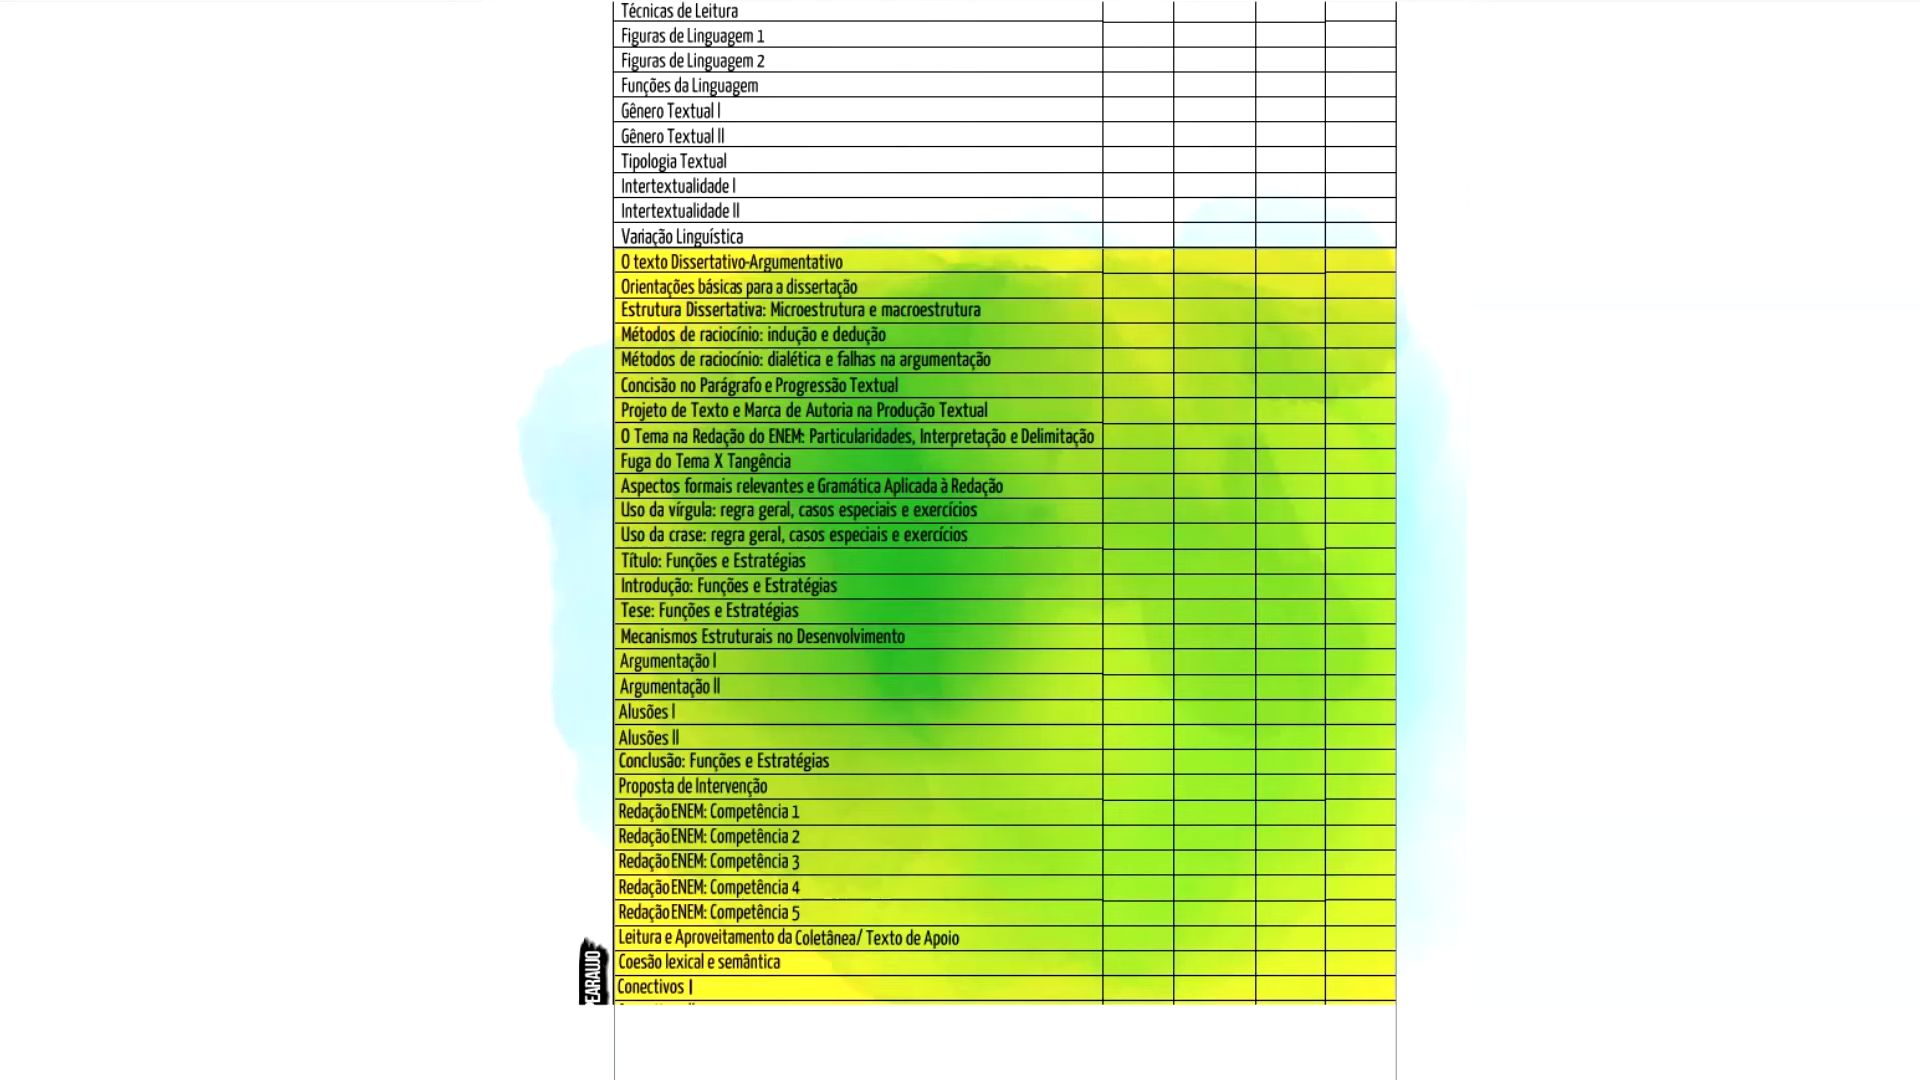 Técnicas de Leitura
Figuras de Linguagem 1
Figuras de Linguagem 2
Funções da Linguagem
Gênero Textual I
Gênero Textual II
Tipologia Textual
Intertextualidade I
Intertextualidade II
Variação Linguística
O texto Dissertativo-Argumentativo
Orientações básicas para a dissertação
Estrutura Dissertativa: Microestrutura e macroestrutura
Métodos de raciocínio: indução e dedução
Métodos de raciocínio: dialética e falhas na argumentação
Concisão no Parágrafo e Progressão Textual
Projeto de Texto e Marca de Autoria na Produção Textual
O Tema na Redação do ENEM: Particularidades, Interpretação e Delimitação
Fuga do Tema X Tangência
Aspectos formais relevantes e Gramática Aplicada à Redação
Uso da vírgula: regra geral, casos especiais e exercícios
Uso da crase: regra geral, casos especiais e exercícios
Título: Funções e Estratégias
Introdução: Funções e Estratégias
Tese: Funções e Estratégias
Mecanismos Estruturais no Desenvolvimento
Argumentação I
Argumentação II
Alusões I
Alusões II
Conclusão: Funções e Estratégias
Proposta de Intervenção
Redação ENEM: Competência 1
Redação ENEM: Competência 2
Redação ENEM: Competência 3
Redação ENEM: Competência 4
Redação ENEM: Competência 5
Leitura e Aproveitamento da Coletânea/ Texto de Apoio
Coesão lexical e semântica
Conectivos I
EARAUJO